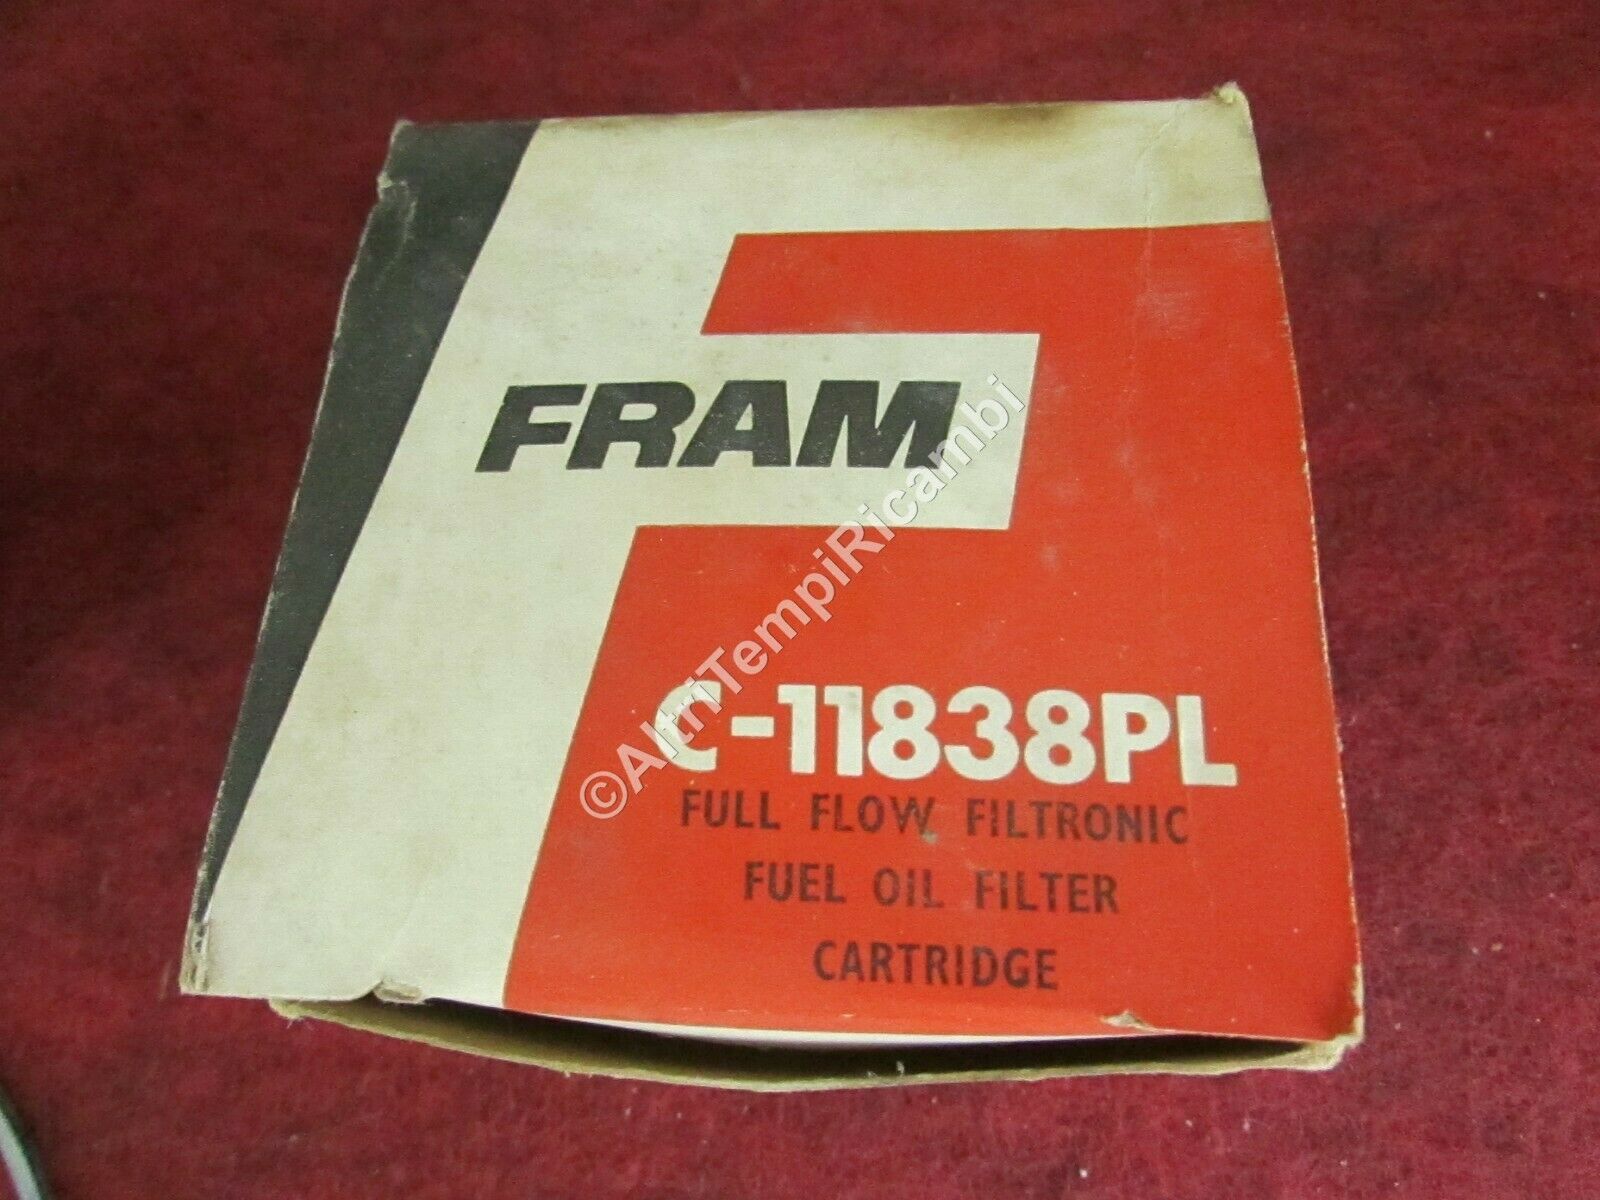 FRAM
C-11838PL
FULL FLOW FILTRONIC
FUEL OIL FILTER
CARTRIDGE
©AltriTempiRicambi